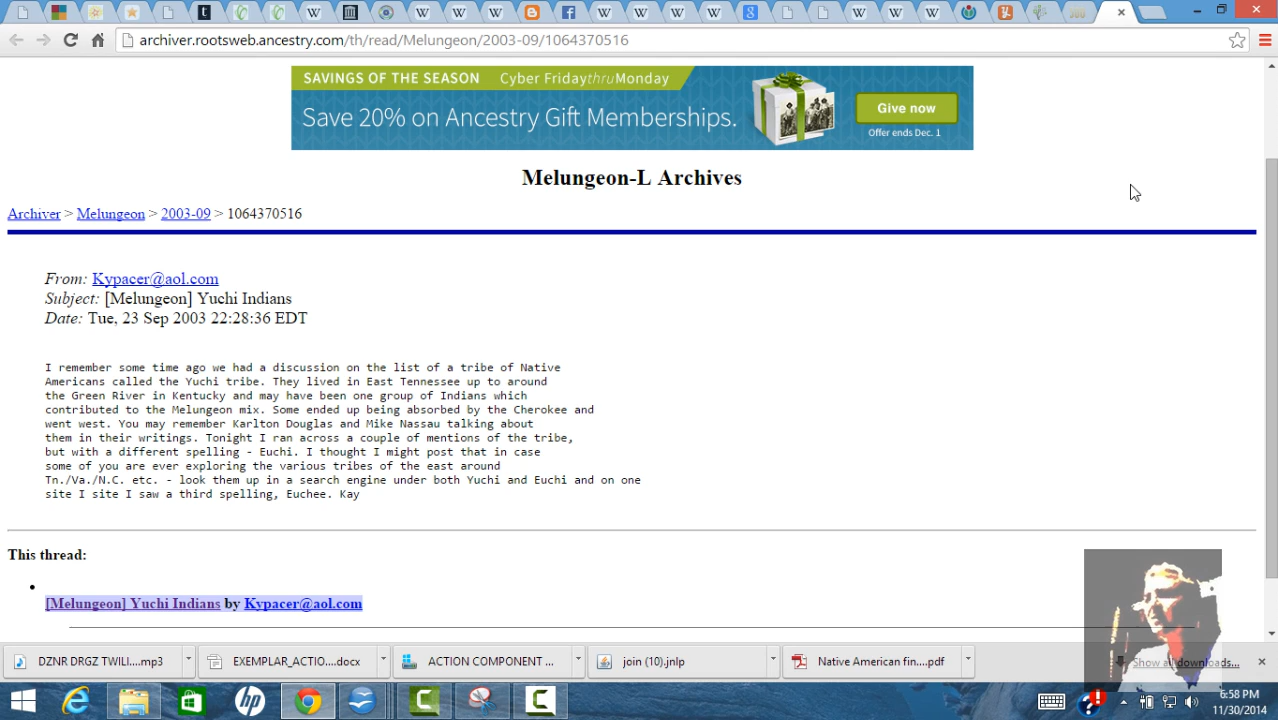 archiver.rootsweb.ancestry.com/th/read/Melungeon/2003-09/1064370516
SAVINGS OF THE SEASON Cyber Friday thru Monday
Save 20% on Ancestry Gift Memberships.
Give now
Offer ends Dec. 1
Melungeon-L Archives
Archiver > Melungeon > 2003-09 > 1064370516
From: Kypacer@aol.com
Subject: [Melungeon] Yuchi Indians
Date: Tue, 23 Sep 2003 22:28:36 EDT
I remember some time ago we had a discussion on the list of a tribe of Native
Americans called the Yuchi tribe. They lived in East Tennessee up to around
the Green River in Kentucky and may have been one group of Indians which
contributed to the Melungeon mix. Some ended up being absorbed by the Cherokee and
went west. You may remember Karlton Douglas and Mike Nassau talking about
them in their writings. Tonight I ran across a couple of mentions of the tribe,
but with a different spelling - Euchi. I thought I might post that in case
some of you are ever exploring the various tribes of the east around
Tn./Va./N.C. etc. - look them up in a search engine under both Yuchi and Euchi and on one
site I site I saw a third spelling, Euchee. Kay
This thread:
[Melungeon] Yuchi Indians by Kypacer@aol.com
DZNR DRGZ TWILI....mp3
EXEMPLAR_ACTIO....docx
ACTION COMPONENT ...
join (10).jnlp
Native American fin....pdf
Show all downloads...
6:58 PM
11/30/2014